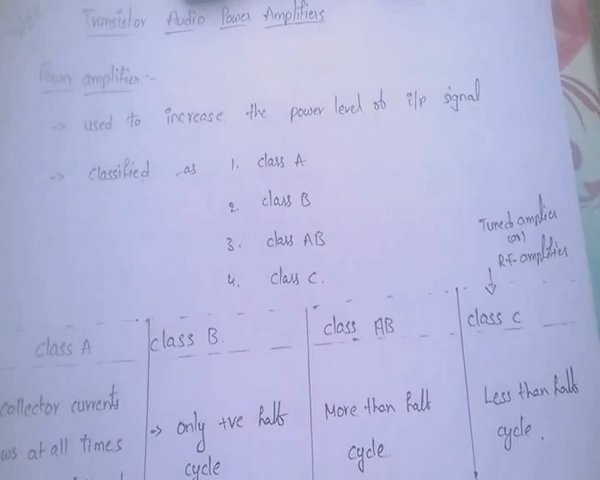 Transistor Audio Power Amplifiers
Power amplifier :-
-> used to increase the power level of i/p signal
-> classified as 1. class A
2. class B
3. class AB
4. class C.
Tuned amplier
(or)
R.F. amplifier
class A
class B
class AB
class C
collector currents
ws at all times
-> only +ve half
cycle
More than half
cycle
Less than half
cycle.